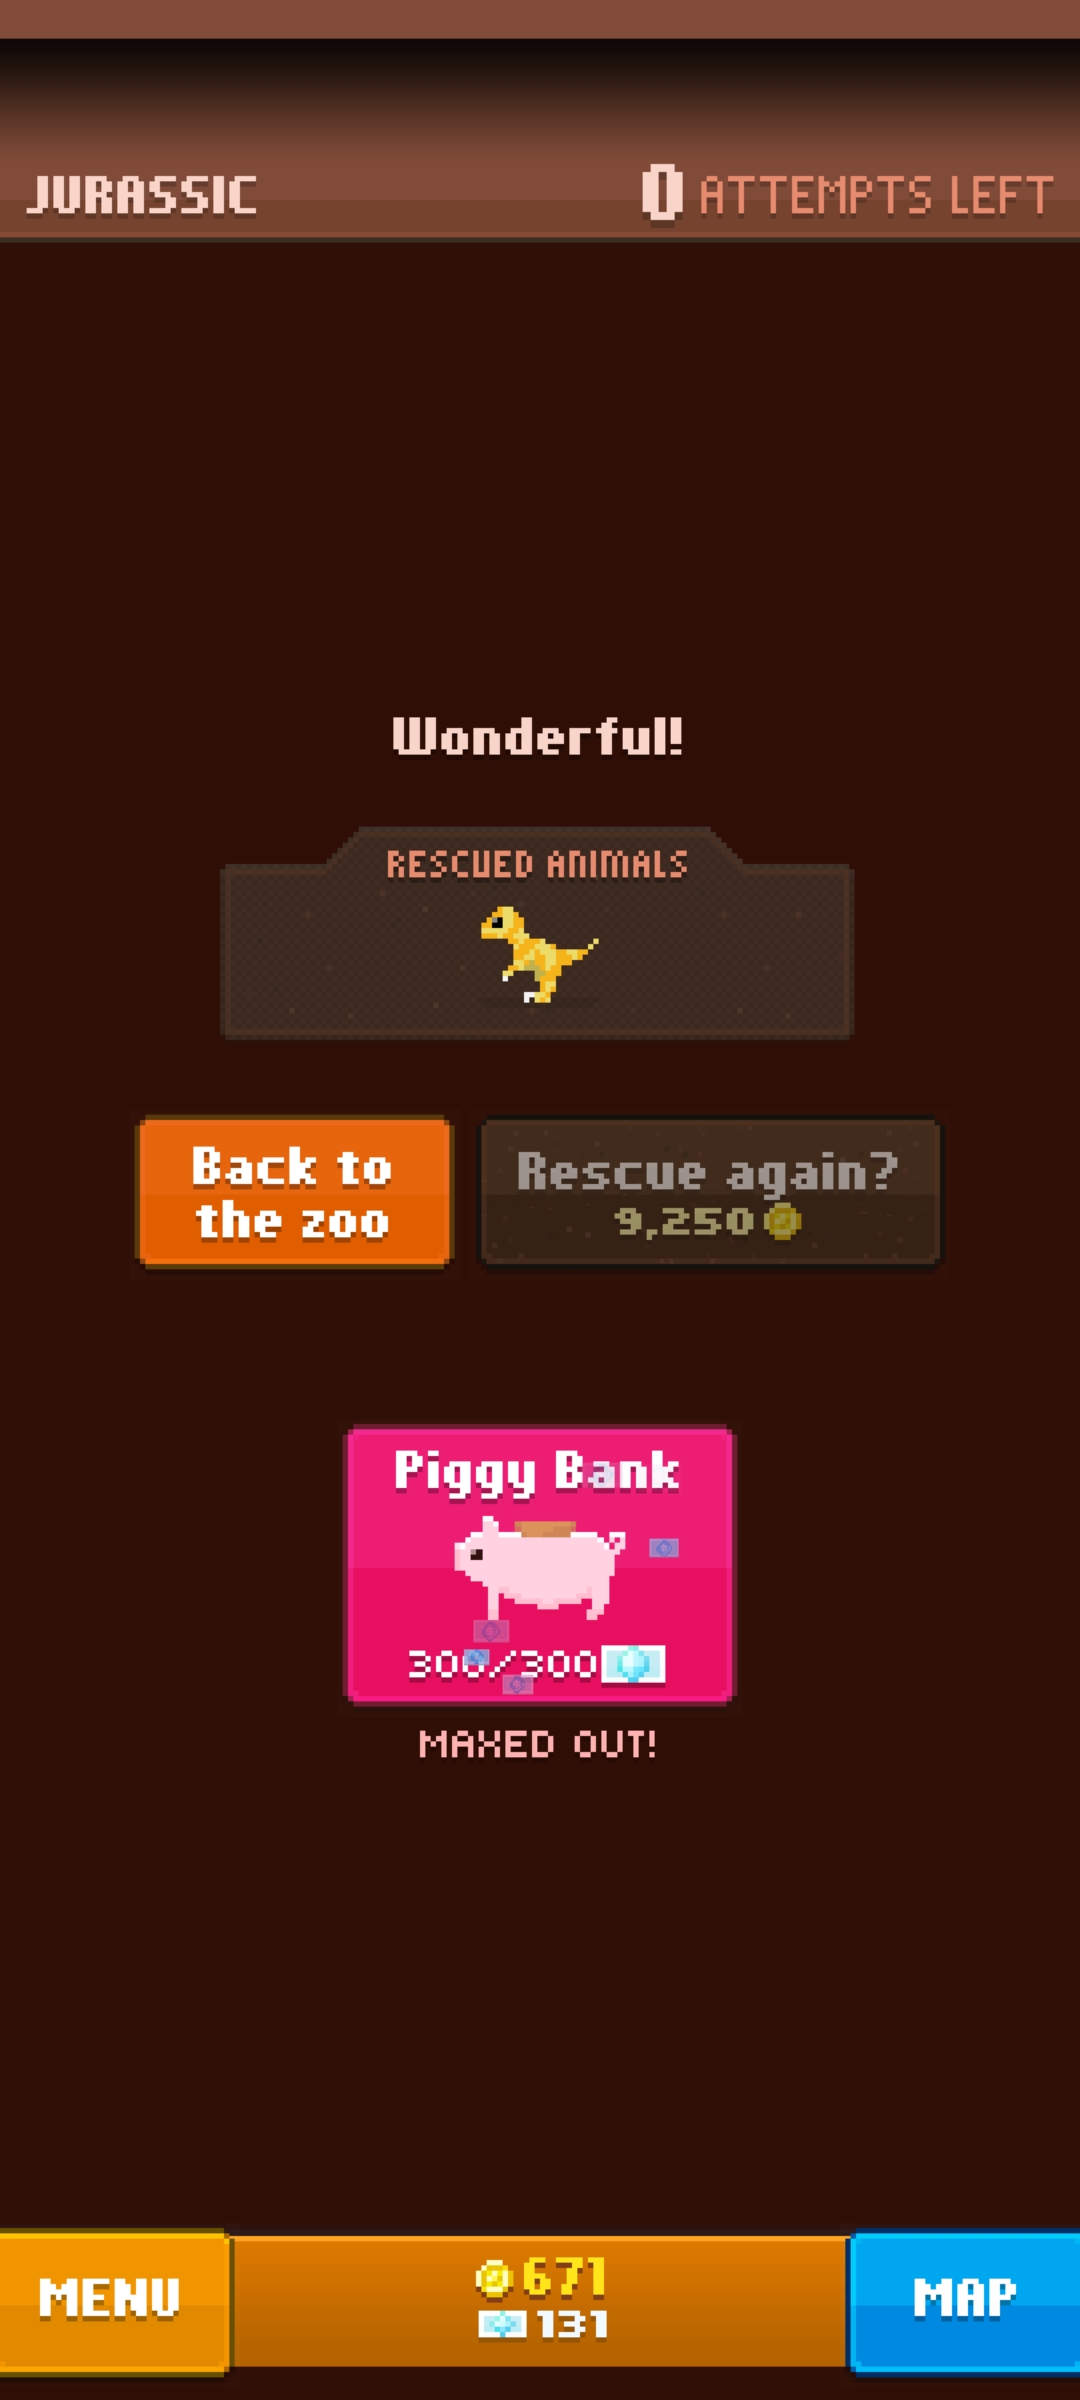 JURASSIC
0 ATTEMPTS LEFT
Wonderful!
RESCUED ANIMALS
Back to
the zoo
Rescue again?
9,250
Piggy Bank
300/300
MAXED OUT!
MENU
671
131
MAP